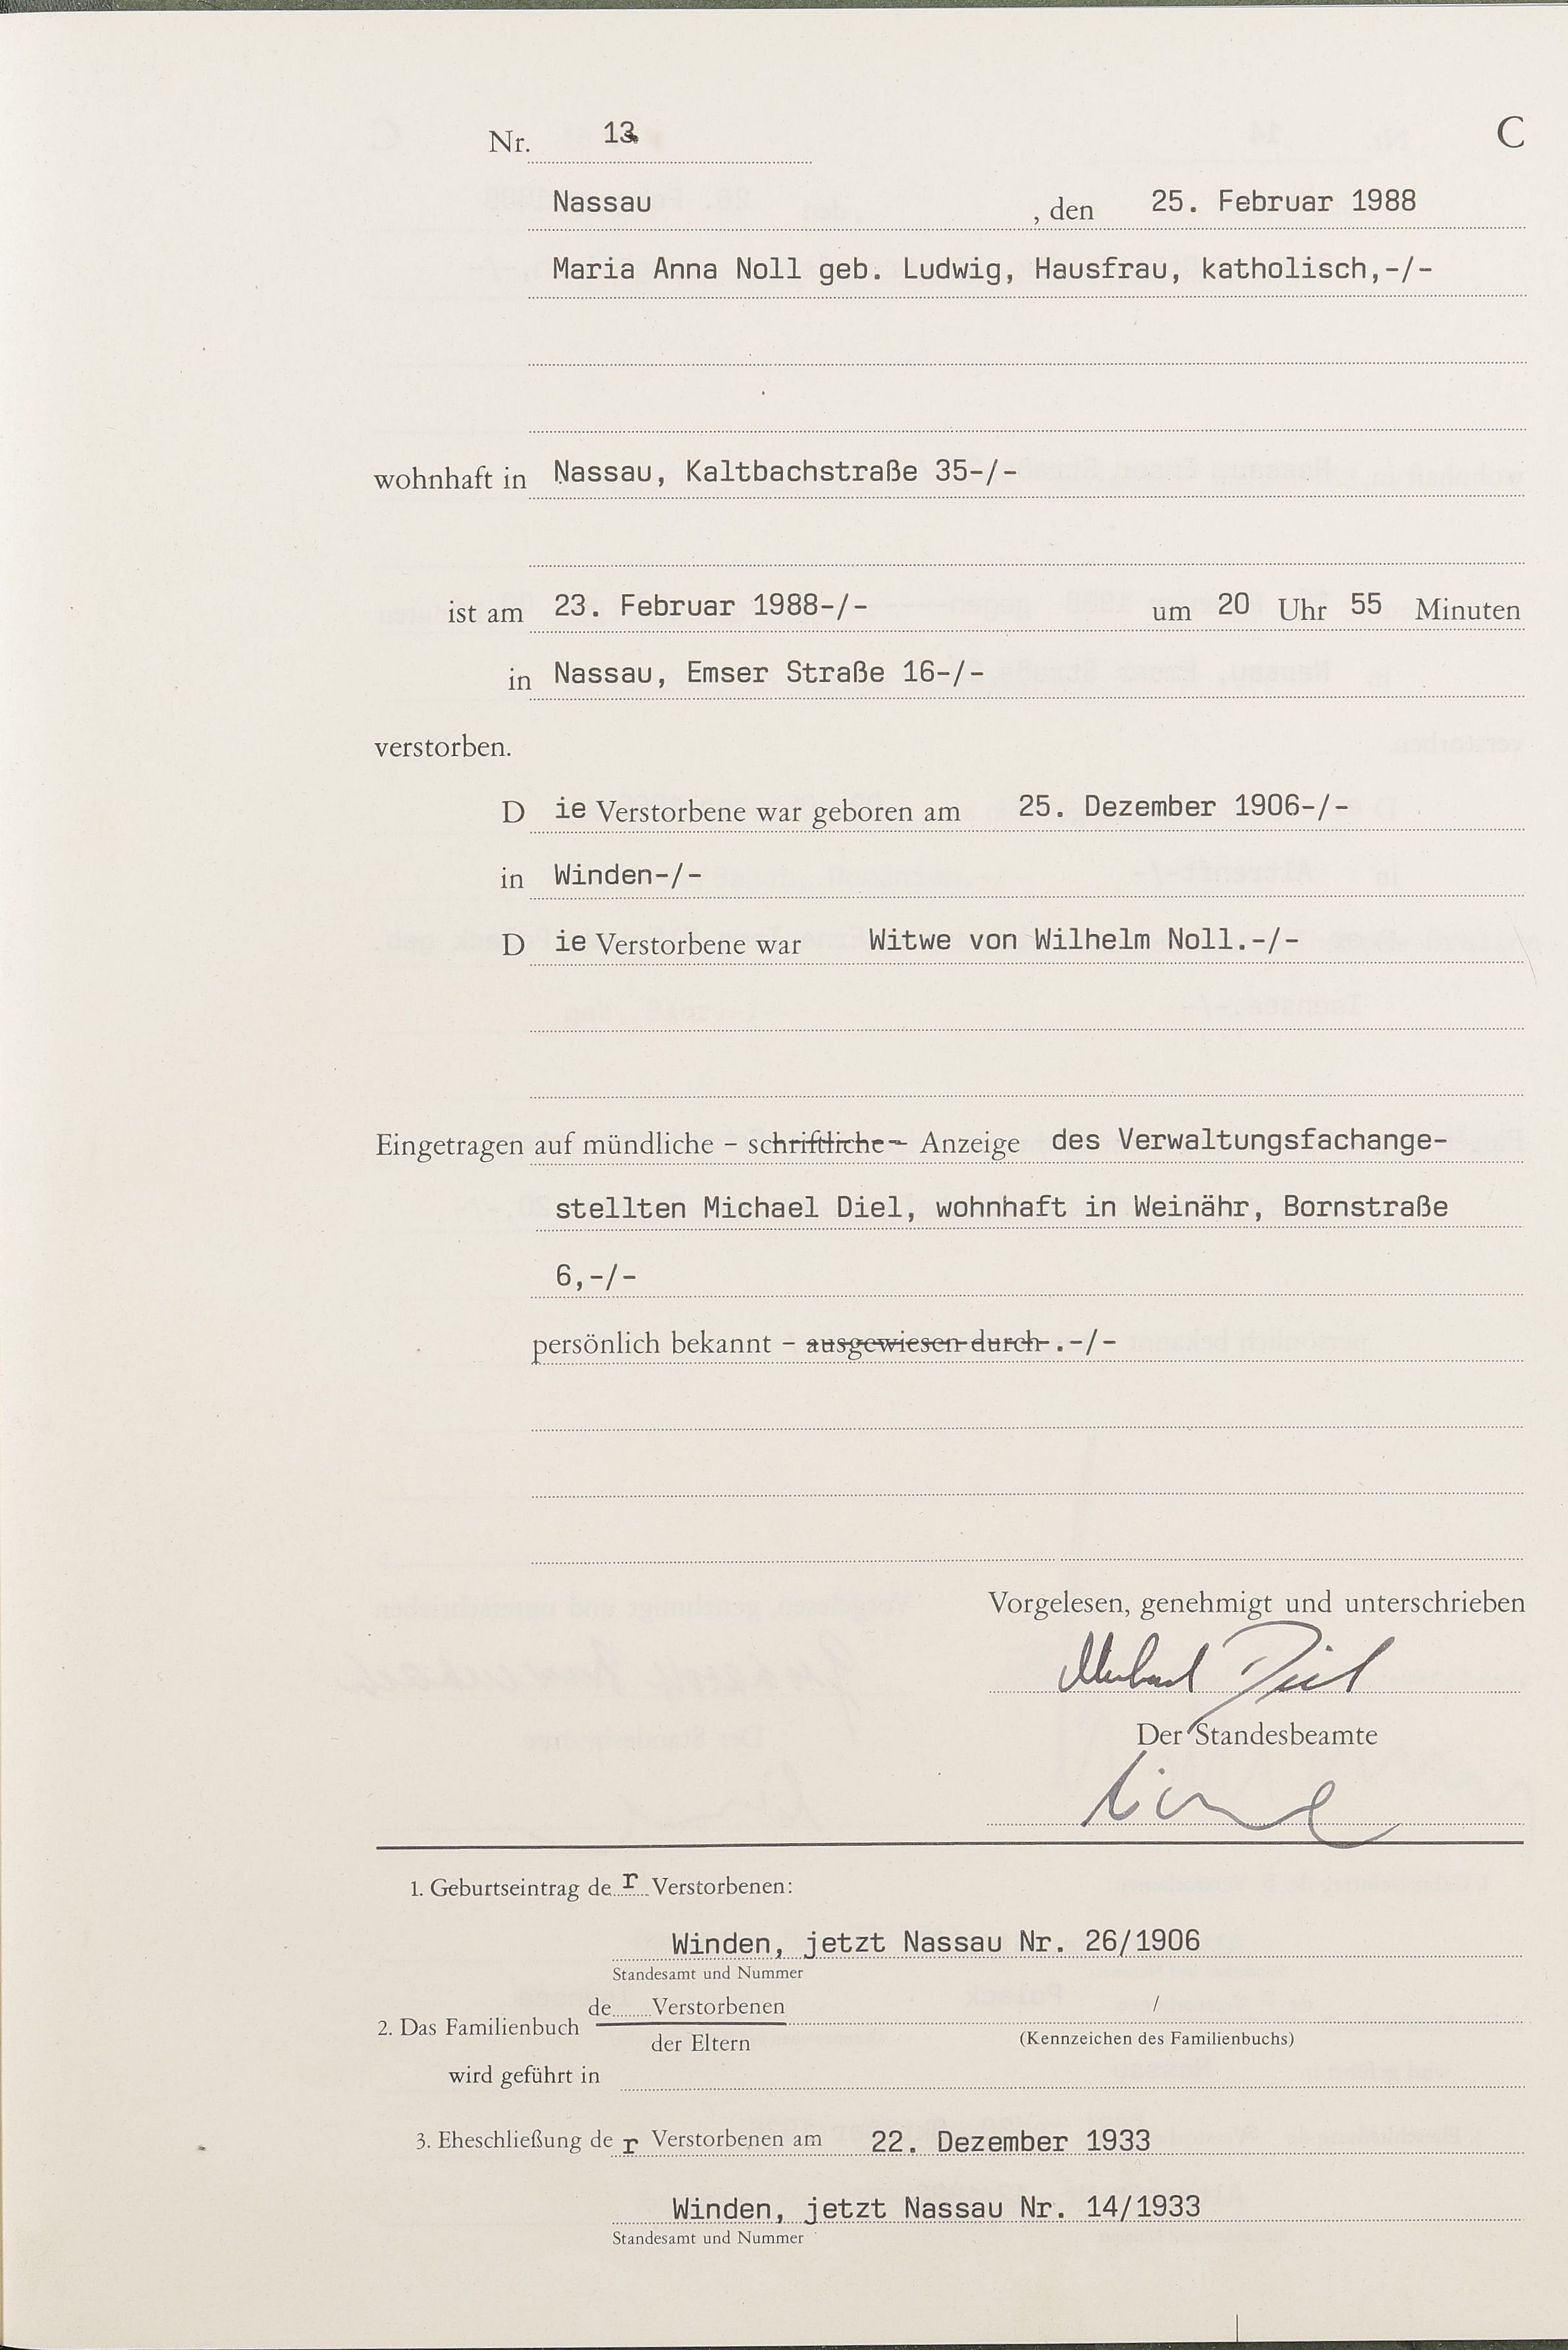 Nr. 13 C
Nassau , den 25. Februar 1988
Maria Anna Noll geb. Ludwig, Hausfrau, katholisch,-/-
wohnhaft in Nassau, Kaltbachstraße 35-/-
ist am 23. Februar 1988-/- um 20 Uhr 55 Minuten
in Nassau, Emser Straße 16-/-
verstorben.
D ie Verstorbene war geboren am 25. Dezember 1906-/-
in Winden-/-
D ie Verstorbene war Witwe von Wilhelm Noll.-/-
Eingetragen auf mündliche - schriftliche - Anzeige des Verwaltungsfachange-
stellten Michael Diel, wohnhaft in Weinähr, Bornstraße
6,-/-
persönlich bekannt - ausgewiesen durch .-/-
Vorgelesen, genehmigt und unterschrieben
Michael Diel
Der Standesbeamte
1. Geburtseintrag de r Verstorbenen:
Winden, jetzt Nassau Nr. 26/1906
Standesamt und Nummer
de Verstorbenen /
2. Das Familienbuch
der Eltern (Kennzeichen des Familienbuchs)
wird geführt in
3. Eheschließung de r Verstorbenen am 22. Dezember 1933
Winden, jetzt Nassau Nr. 14/1933
Standesamt und Nummer